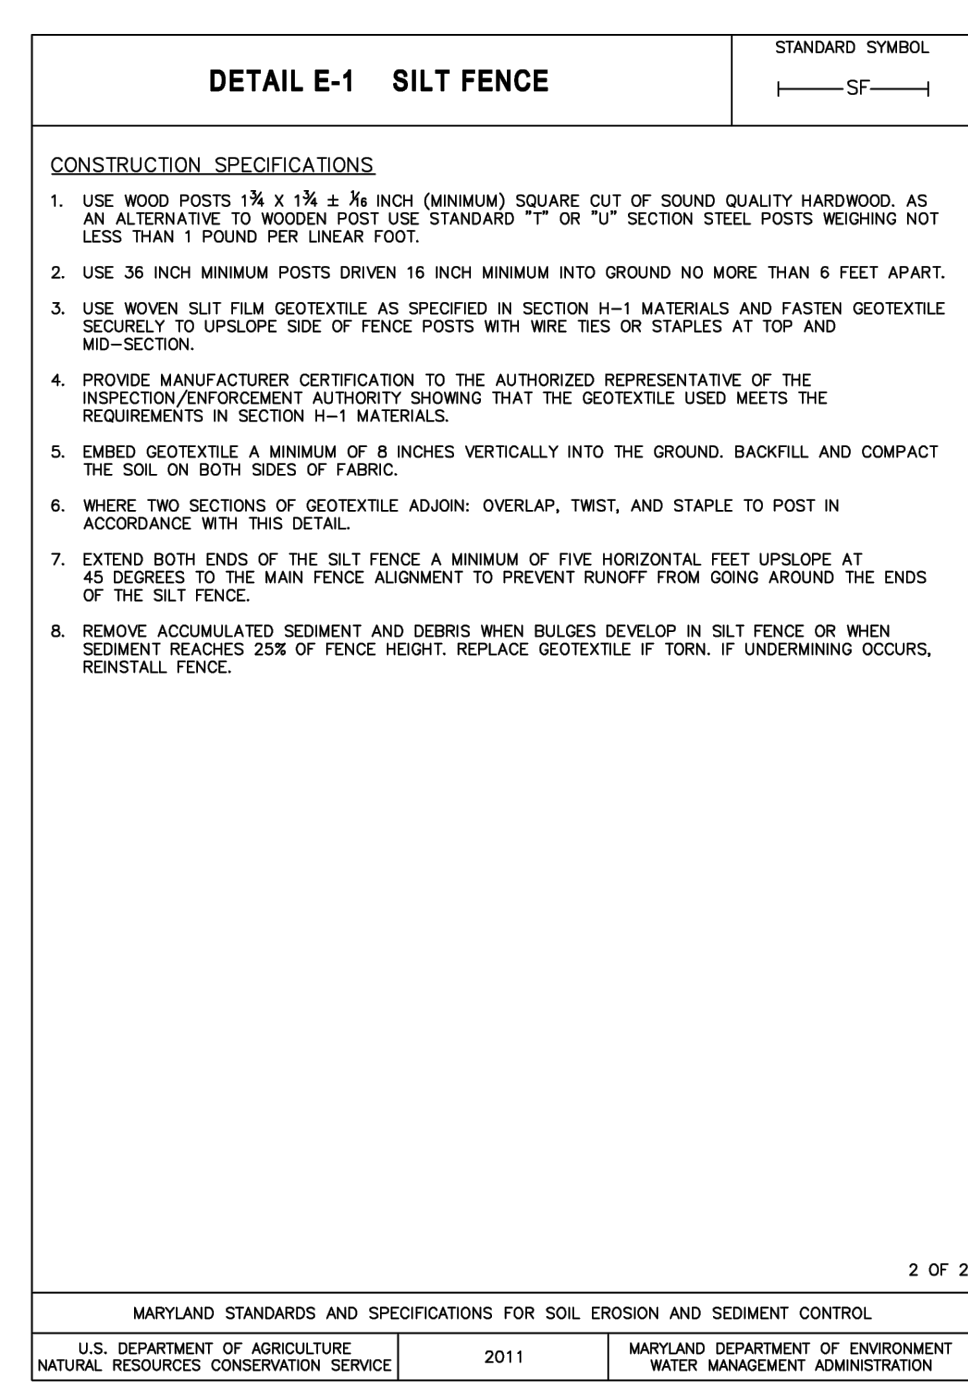 DETAIL E-1 SILT FENCE
STANDARD SYMBOL
SF
CONSTRUCTION SPECIFICATIONS
1. USE WOOD POSTS 1¾ X 1¾ ± 1/16 INCH (MINIMUM) SQUARE CUT OF SOUND QUALITY HARDWOOD. AS
AN ALTERNATIVE TO WOODEN POST USE STANDARD "T" OR "U" SECTION STEEL POSTS WEIGHING NOT
LESS THAN 1 POUND PER LINEAR FOOT.
2. USE 36 INCH MINIMUM POSTS DRIVEN 16 INCH MINIMUM INTO GROUND NO MORE THAN 6 FEET APART.
3. USE WOVEN SLIT FILM GEOTEXTILE AS SPECIFIED IN SECTION H-1 MATERIALS AND FASTEN GEOTEXTILE
SECURELY TO UPSLOPE SIDE OF FENCE POSTS WITH WIRE TIES OR STAPLES AT TOP AND
MID-SECTION.
4. PROVIDE MANUFACTURER CERTIFICATION TO THE AUTHORIZED REPRESENTATIVE OF THE
INSPECTION/ENFORCEMENT AUTHORITY SHOWING THAT THE GEOTEXTILE USED MEETS THE
REQUIREMENTS IN SECTION H-1 MATERIALS.
5. EMBED GEOTEXTILE A MINIMUM OF 8 INCHES VERTICALLY INTO THE GROUND. BACKFILL AND COMPACT
THE SOIL ON BOTH SIDES OF FABRIC.
6. WHERE TWO SECTIONS OF GEOTEXTILE ADJOIN: OVERLAP, TWIST, AND STAPLE TO POST IN
ACCORDANCE WITH THIS DETAIL.
7. EXTEND BOTH ENDS OF THE SILT FENCE A MINIMUM OF FIVE HORIZONTAL FEET UPSLOPE AT
45 DEGREES TO THE MAIN FENCE ALIGNMENT TO PREVENT RUNOFF FROM GOING AROUND THE ENDS
OF THE SILT FENCE.
8. REMOVE ACCUMULATED SEDIMENT AND DEBRIS WHEN BULGES DEVELOP IN SILT FENCE OR WHEN
SEDIMENT REACHES 25% OF FENCE HEIGHT. REPLACE GEOTEXTILE IF TORN. IF UNDERMINING OCCURS,
REINSTALL FENCE.
2 OF 2
MARYLAND STANDARDS AND SPECIFICATIONS FOR SOIL EROSION AND SEDIMENT CONTROL
U.S. DEPARTMENT OF AGRICULTURE
NATURAL RESOURCES CONSERVATION SERVICE
2011
MARYLAND DEPARTMENT OF ENVIRONMENT
WATER MANAGEMENT ADMINISTRATION